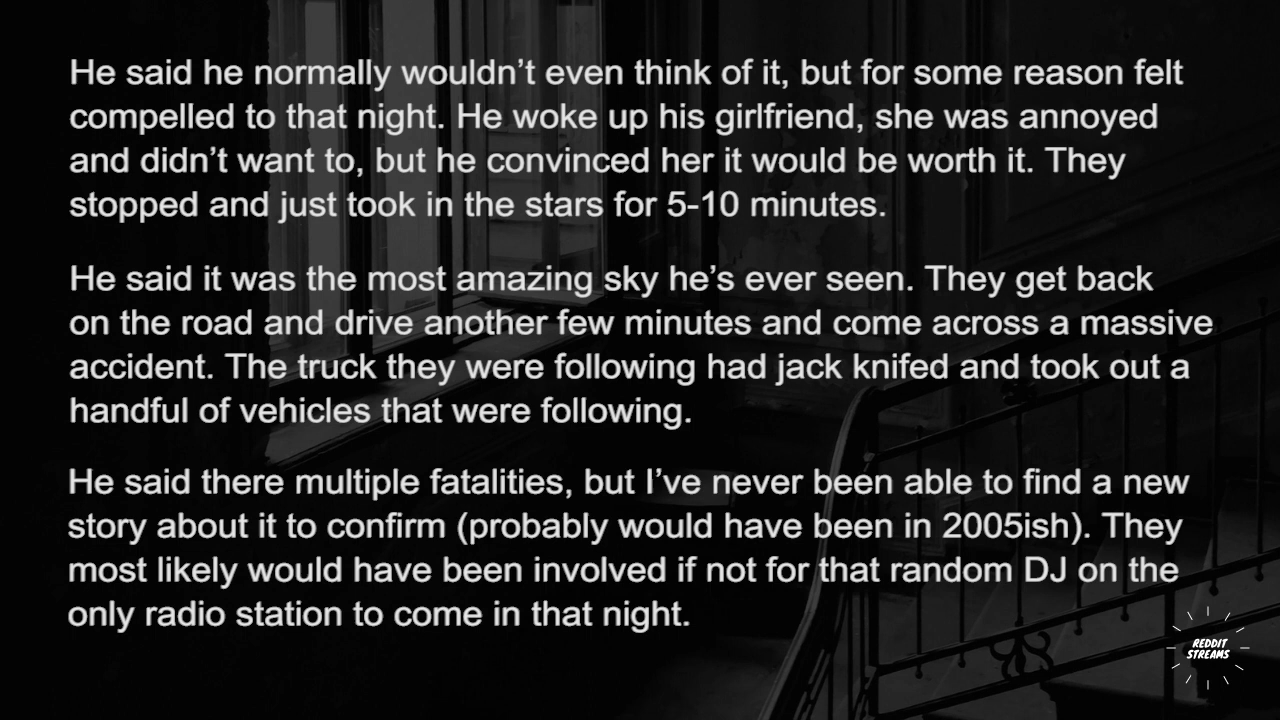 He said he normally wouldn’t even think of it, but for some reason felt
compelled to that night. He woke up his girlfriend, she was annoyed
and didn’t want to, but he convinced her it would be worth it. They
stopped and just took in the stars for 5-10 minutes.
He said it was the most amazing sky he’s ever seen. They get back
on the road and drive another few minutes and come across a massive
accident. The truck they were following had jack knifed and took out a
handful of vehicles that were following.
He said there multiple fatalities, but I’ve never been able to find a new
story about it to confirm (probably would have been in 2005ish). They
most likely would have been involved if not for that random DJ on the
only radio station to come in that night.
REDDIT
STREAMS